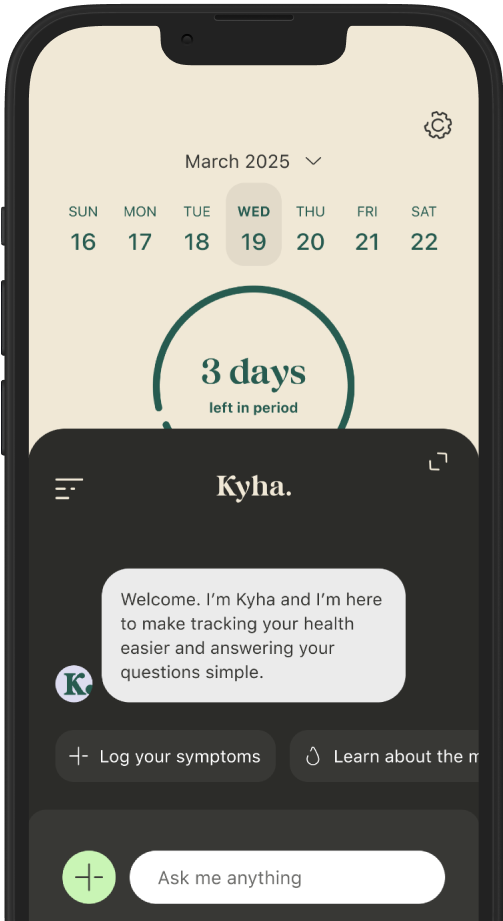 March 2025
SUN MON TUE WED THU FRI SAT
16 17 18 19 20 21 22
3 days
left in period
Kyha.
Welcome. I’m Kyha and I’m here
to make tracking your health
easier and answering your
questions simple.
K.
Log your symptoms
Learn about the
Ask me anything